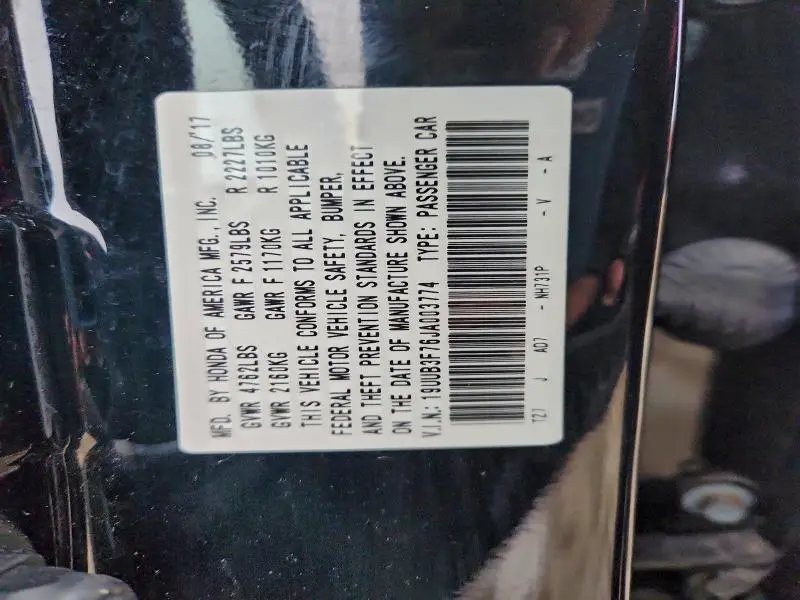 MFD. BY HONDA OF AMERICA MFG., INC. 08/17
GVWR 4762LBS GAWR F 2579LBS R 2227LBS
GVWR 2160KG GAWR F 1170KG R 1010KG
THIS VEHICLE CONFORMS TO ALL APPLICABLE
FEDERAL MOTOR VEHICLE SAFETY, BUMPER,
AND THEFT PREVENTION STANDARDS IN EFFECT
ON THE DATE OF MANUFACTURE SHOWN ABOVE.
V.I.N.: 19UUB3F76JA003774 TYPE: PASSENGER CAR
TZ7 J AD7 - NH731P - V - A